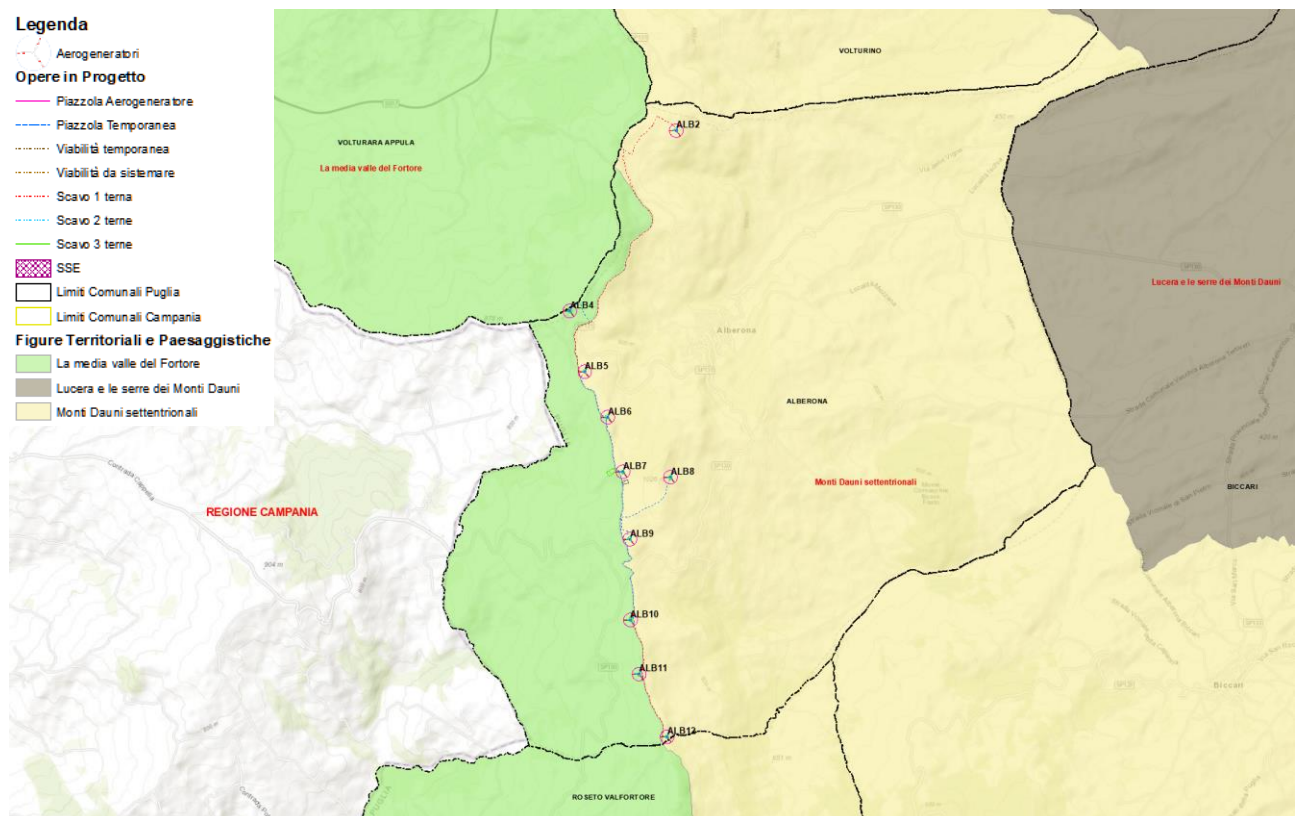 Legenda
Aerogeneratori
Opere in Progetto
Piazzola Aerogeneratore
Piazzola Temporanea
Viabilità temporanea
Viabilità da sistemare
Scavo 1 terna
Scavo 2 terne
Scavo 3 terne
SSE
Limiti Comunali Puglia
Limiti Comunali Campania
Figure Territoriali e Paesaggistiche
La media valle del Fortore
Lucera e le serre dei Monti Dauni
Monti Dauni settentrionali
VOLTURINO
VOLTURARA APPULA
La media valle del Fortore
ALB2
Lucera e le serre dei Monti Dauni
ALB4
Alberona
ALB5
ALBERONA
ALB6
ALB7
ALB8
Monti Dauni settentrionali
BICCARI
Contrada Cappella
REGIONE CAMPANIA
ALB9
904 m
ALB10
ALB11
Biccari
ALB12
ROSETO VALFORTORE
PUGLIA